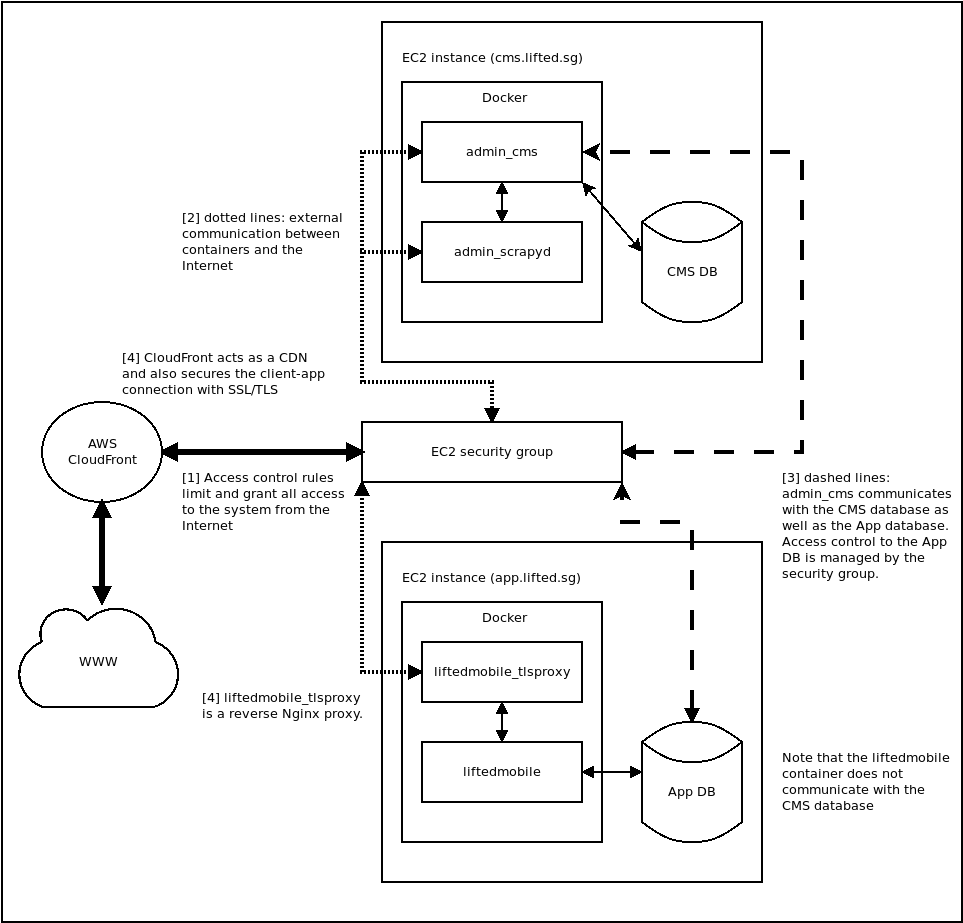 EC2 instance (cms.lifted.sg)
Docker
admin_cms
[2] dotted lines: external
communication between
containers and the
Internet
admin_scrapyd
CMS DB
[4] CloudFront acts as a CDN
and also secures the client-app
connection with SSL/TLS
AWS
CloudFront
EC2 security group
[1] Access control rules
limit and grant all access
to the system from the
Internet
[3] dashed lines:
admin_cms communicates
with the CMS database as
well as the App database.
Access control to the App
DB is managed by the
security group.
EC2 instance (app.lifted.sg)
Docker
WWW
liftedmobile_tlsproxy
[4] liftedmobile_tlsproxy
is a reverse Nginx proxy.
liftedmobile
App DB
Note that the liftedmobile
container does not
communicate with the
CMS database